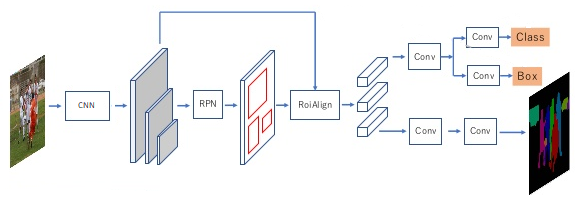 CNN
RPN
RoiAlign
Conv
Conv
Class
Conv
Box
Conv
Conv